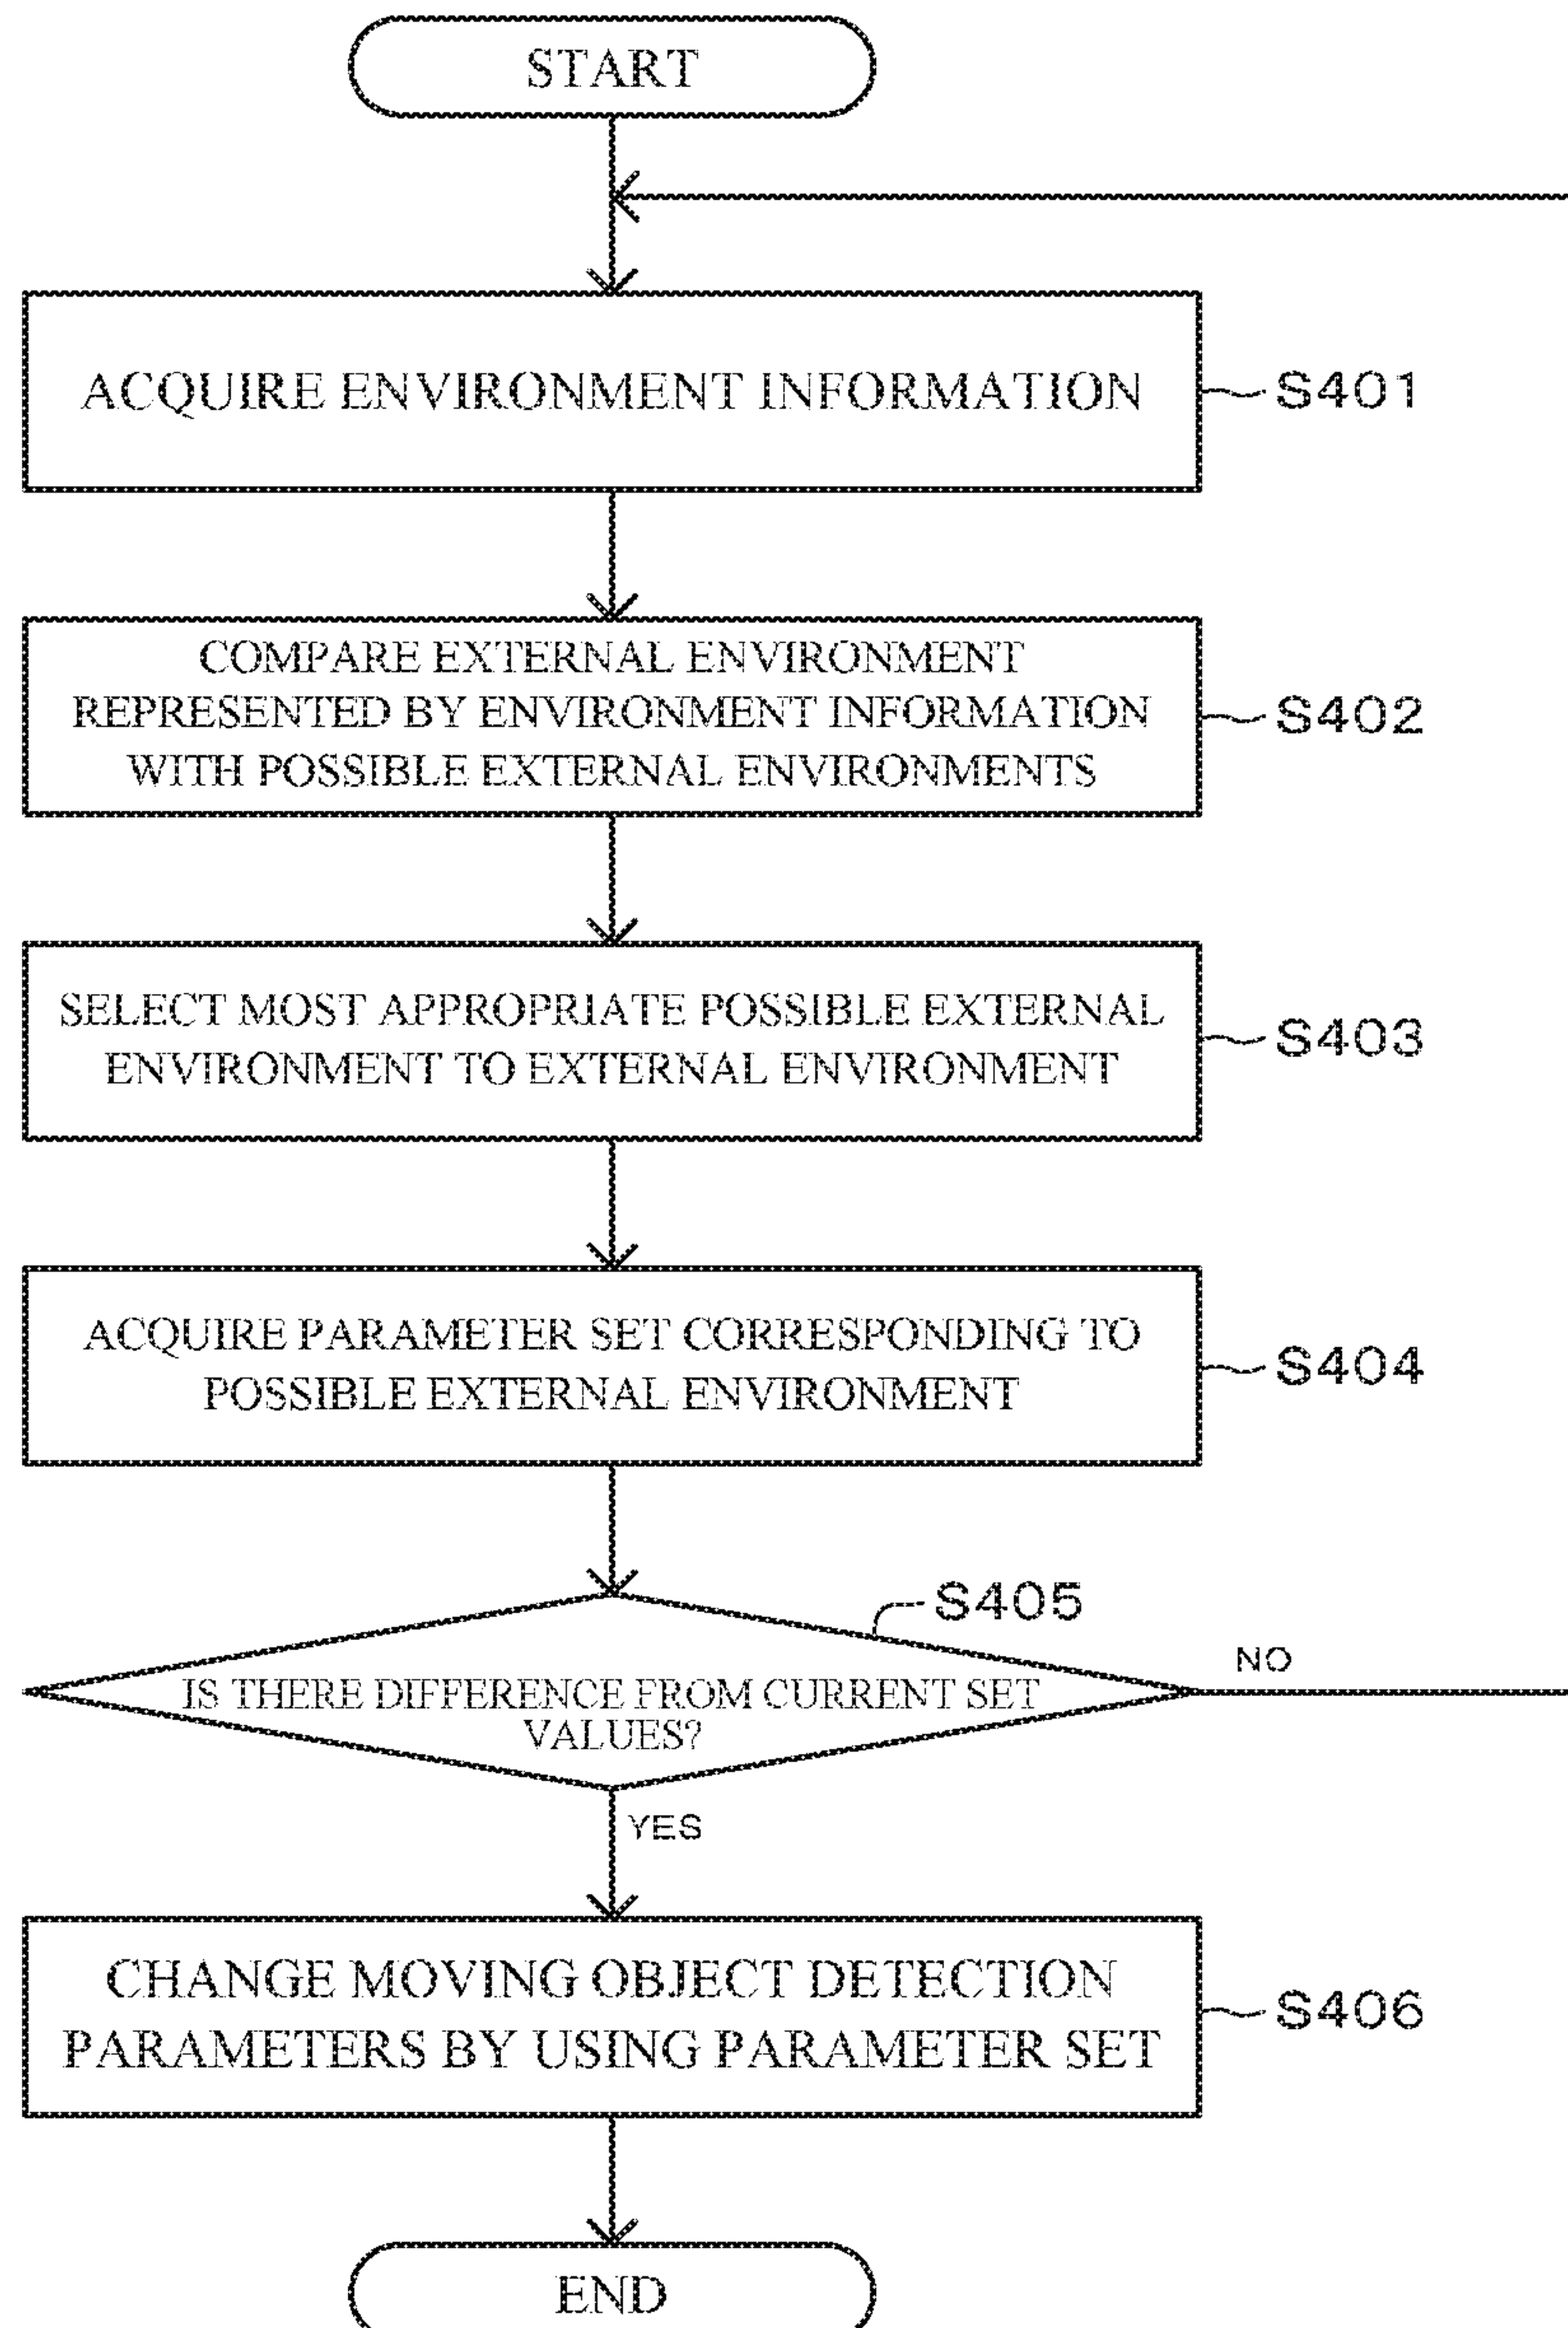 START
ACQUIRE ENVIRONMENT INFORMATION
S401
COMPARE EXTERNAL ENVIRONMENT
REPRESENTED BY ENVIRONMENT INFORMATION
WITH POSSIBLE EXTERNAL ENVIRONMENTS
S402
SELECT MOST APPROPRIATE POSSIBLE EXTERNAL
ENVIRONMENT TO EXTERNAL ENVIRONMENT
S403
ACQUIRE PARAMETER SET CORRESPONDING TO
POSSIBLE EXTERNAL ENVIRONMENT
S404
S405
IS THERE DIFFERENCE FROM CURRENT SET
VALUES?
NO
YES
CHANGE MOVING OBJECT DETECTION
PARAMETERS BY USING PARAMETER SET
S406
END